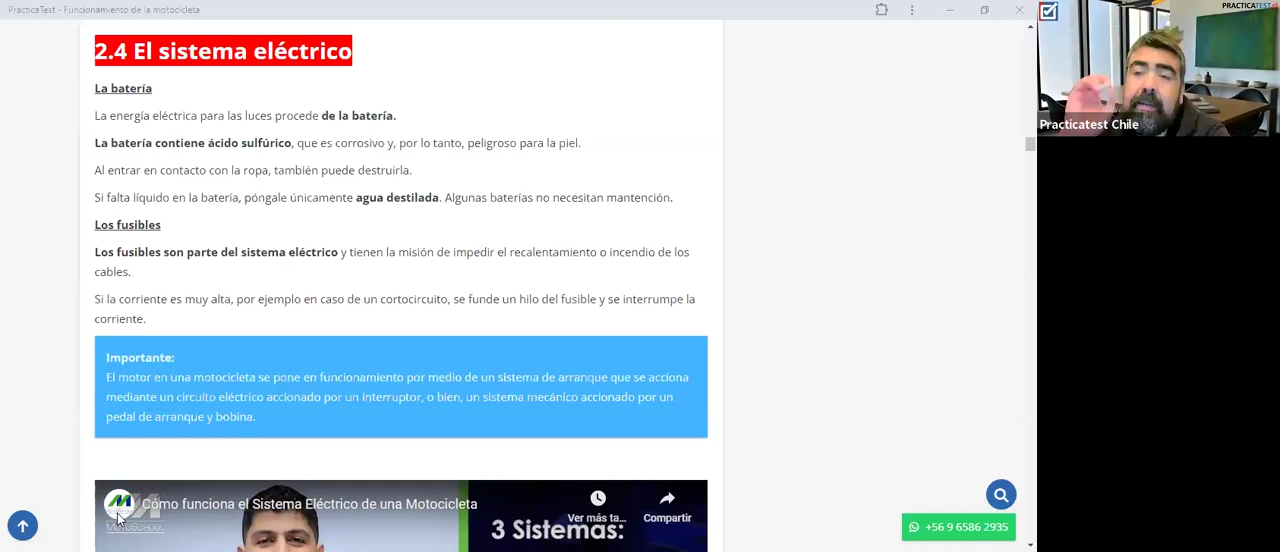 PracticaTest - Funcionamiento de la motocicleta
PRACTICATEST
2.4 El sistema eléctrico
La batería
La energía eléctrica para las luces procede de la batería.
Practicatest Chile
La batería contiene ácido sulfúrico, que es corrosivo y, por lo tanto, peligroso para la piel.
Al entrar en contacto con la ropa, también puede destruirla.
Si falta líquido en la batería, póngale únicamente agua destilada. Algunas baterías no necesitan mantención.
Los fusibles
Los fusibles son parte del sistema eléctrico y tienen la misión de impedir el recalentamiento o incendio de los
cables.
Si la corriente es muy alta, por ejemplo en caso de un cortocircuito, se funde un hilo del fusible y se interrumpe la
corriente.
Importante:
El motor en una motocicleta se pone en funcionamiento por medio de un sistema de arranque que se acciona
mediante un circuito eléctrico accionado por un interruptor, o bien, un sistema mecánico accionado por un
pedal de arranque y bobina.
Cómo funciona el Sistema Eléctrico de una Motocicleta
Ver más ta...
Compartir
MOTOSCHOOL
3 Sistemas:
+56 9 6586 2935